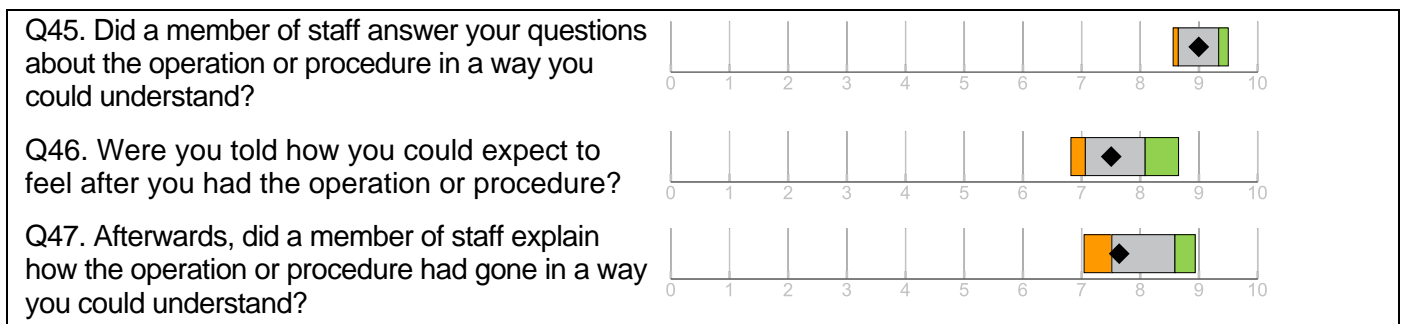 Q45. Did a member of staff answer your questions
about the operation or procedure in a way you
could understand?
0 1 2 3 4 5 6 7 8 9 10
Q46. Were you told how you could expect to
feel after you had the operation or procedure?
0 1 2 3 4 5 6 7 8 9 10
Q47. Afterwards, did a member of staff explain
how the operation or procedure had gone in a way
you could understand?
0 1 2 3 4 5 6 7 8 9 10